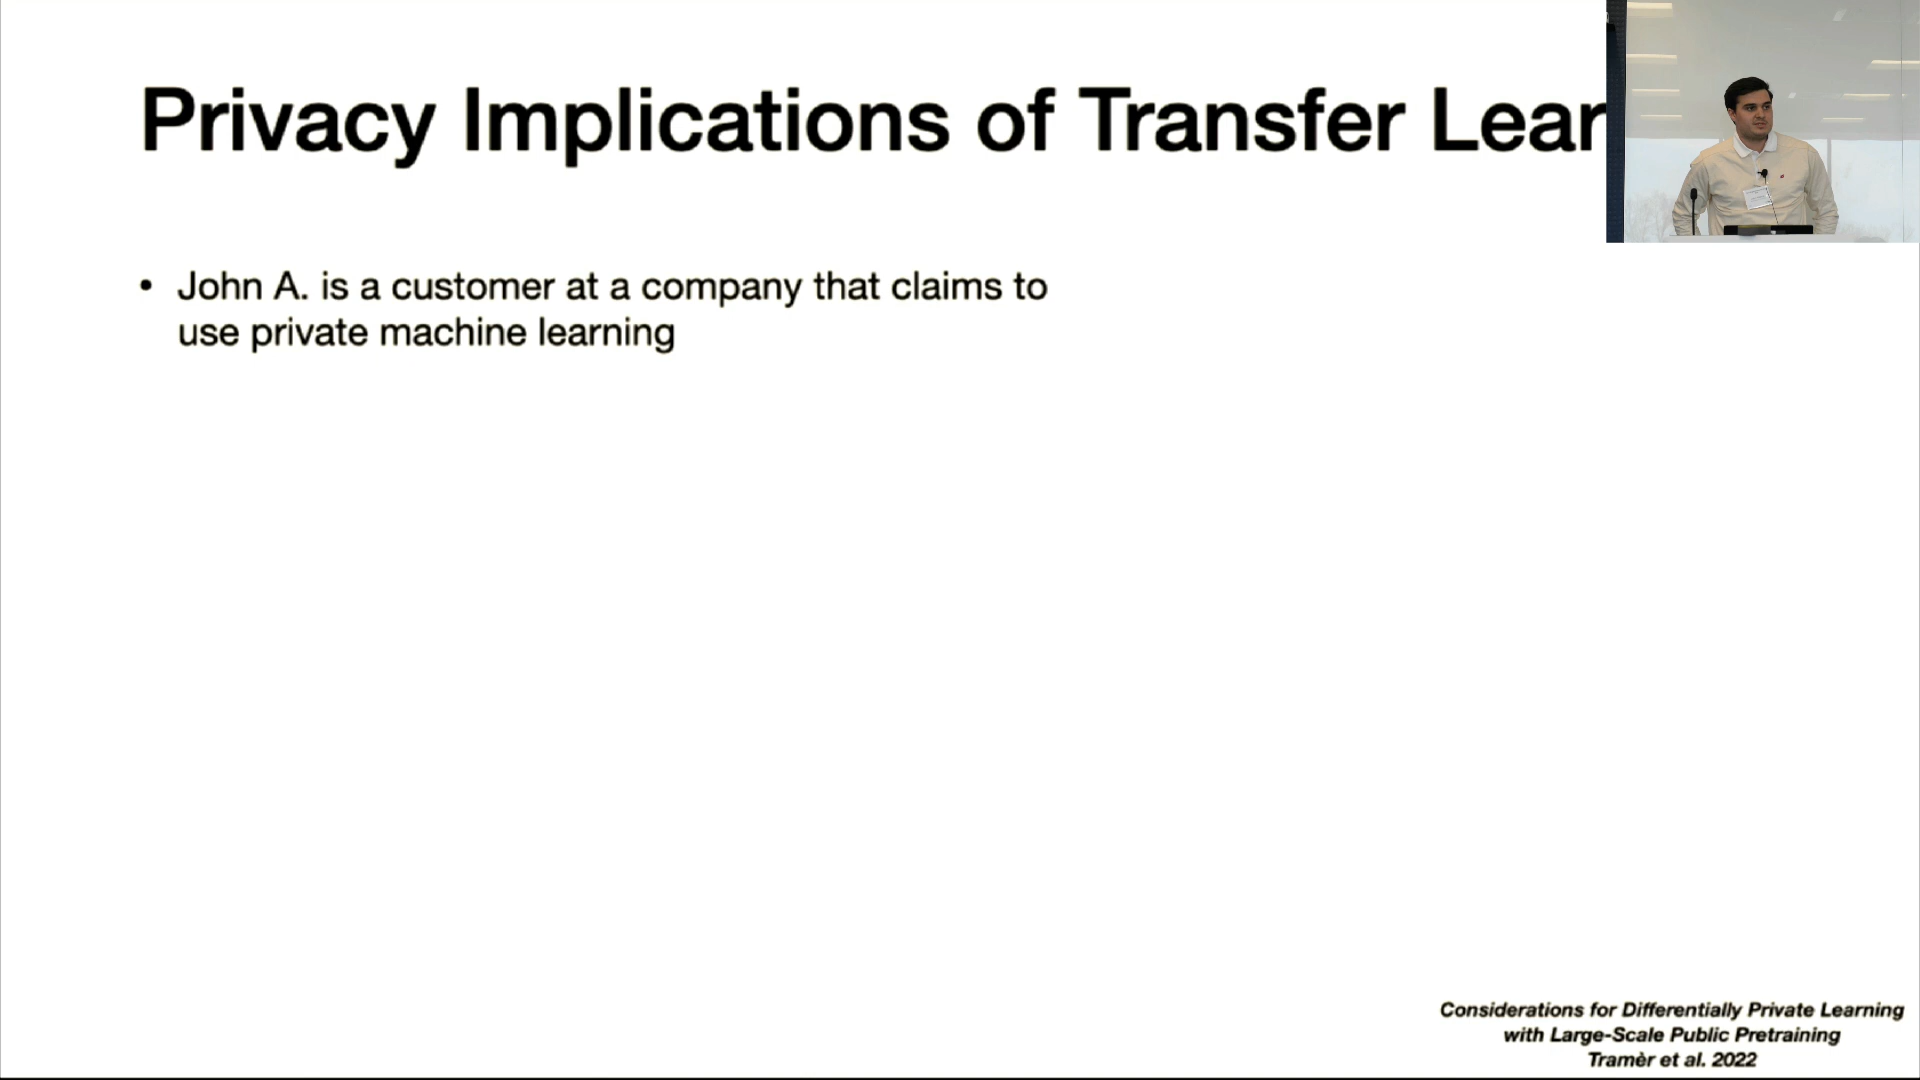 Privacy Implications of Transfer Lear
• John A. is a customer at a company that claims to
use private machine learning
Considerations for Differentially Private Learning
with Large-Scale Public Pretraining
Tramèr et al. 2022